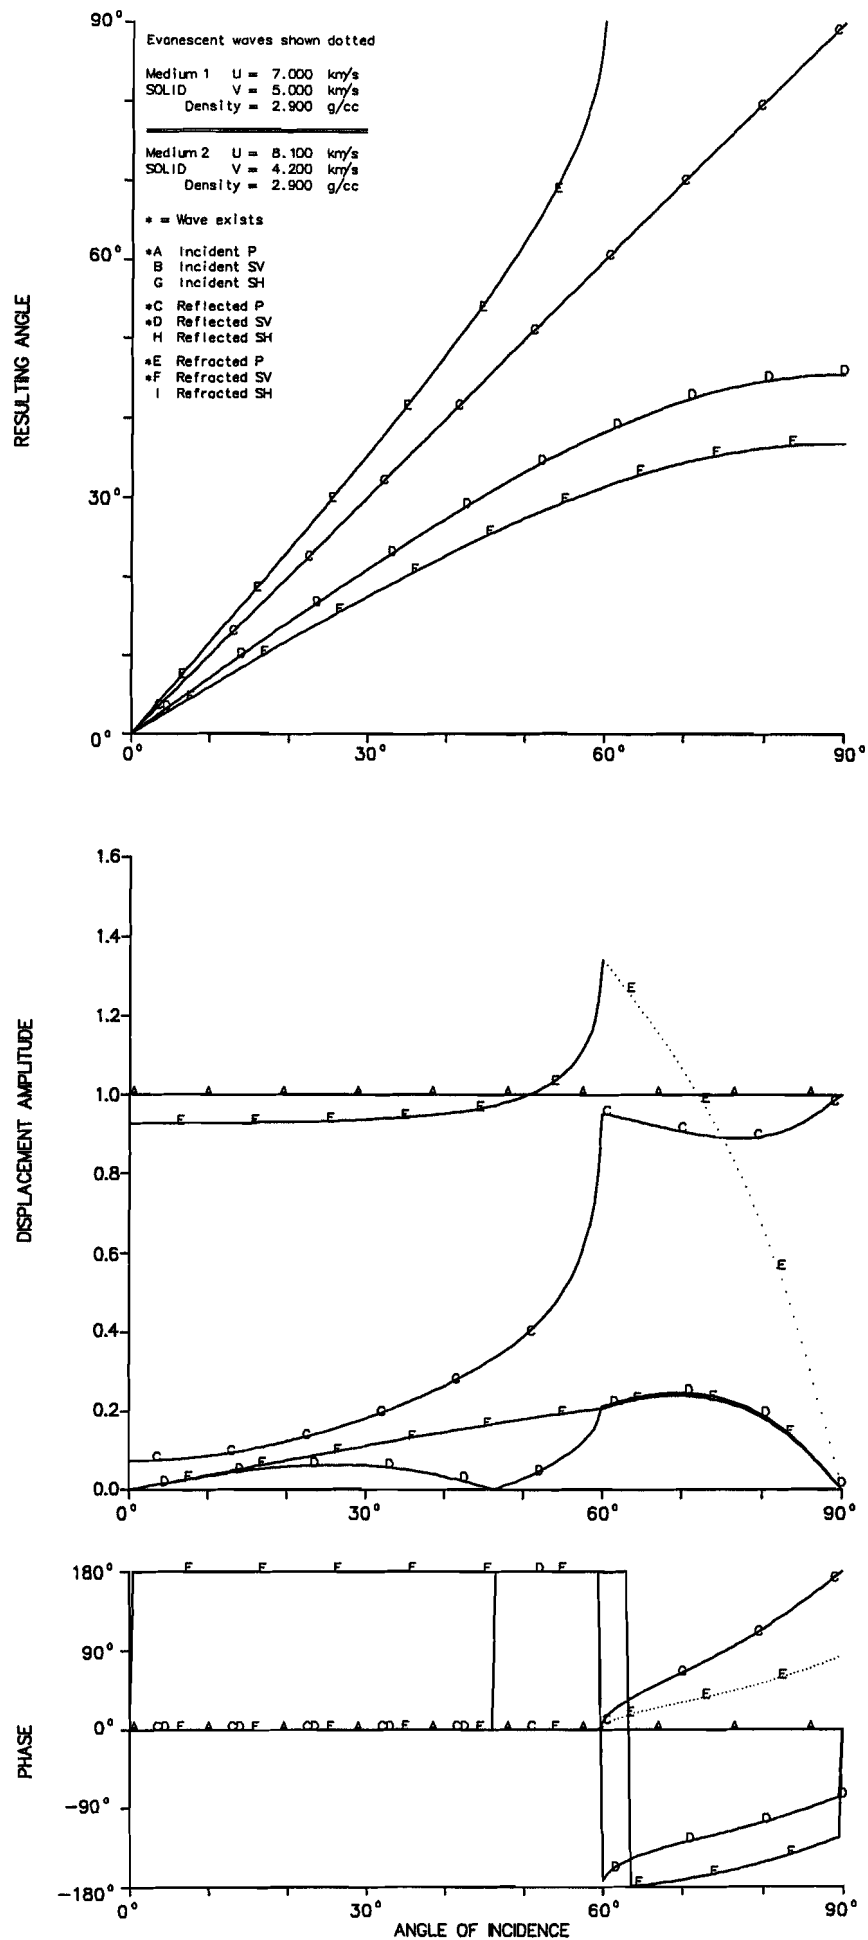 90°
Evanescent waves shown dotted
Medium 1 U = 7.000 km/s
SOLID V = 5.000 km/s
Density = 2.900 g/cc
Medium 2 U = 8.100 km/s
SOLID V = 4.200 km/s
Density = 2.900 g/cc
* = Wave exists
*A Incident P
B Incident SV
G Incident SH
*C Reflected P
*D Reflected SV
H Reflected SH
*E Refracted P
*F Refracted SV
I Refracted SH
60°
30°
0°
RESULTING ANGLE
0° 30° 60° 90°
1.6
1.4
1.2
1.0
0.8
0.6
0.4
0.2
0.0
DISPLACEMENT AMPLITUDE
0° 30° 60° 90°
180°
90°
0°
-90°
-180°
PHASE
0° 30° 60° 90°
ANGLE OF INCIDENCE